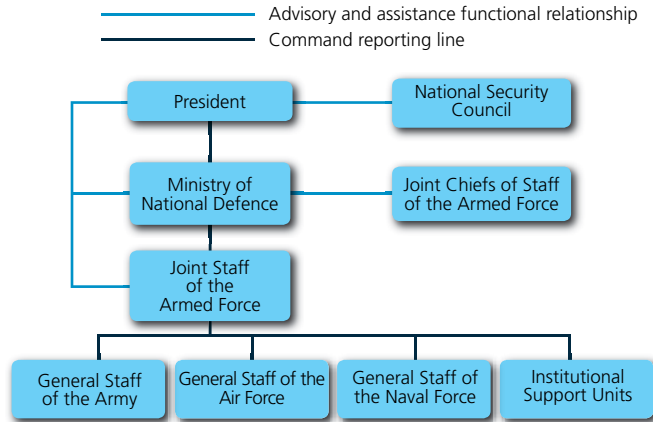 Advisory and assistance functional relationship
Command reporting line
President
National Security
Council
Ministry of
National Defence
Joint Chiefs of Staff
of the Armed Force
Joint Staff
of the
Armed Force
General Staff
of the Army
General Staff of the
Air Force
General Staff of
the Naval Force
Institutional
Support Units